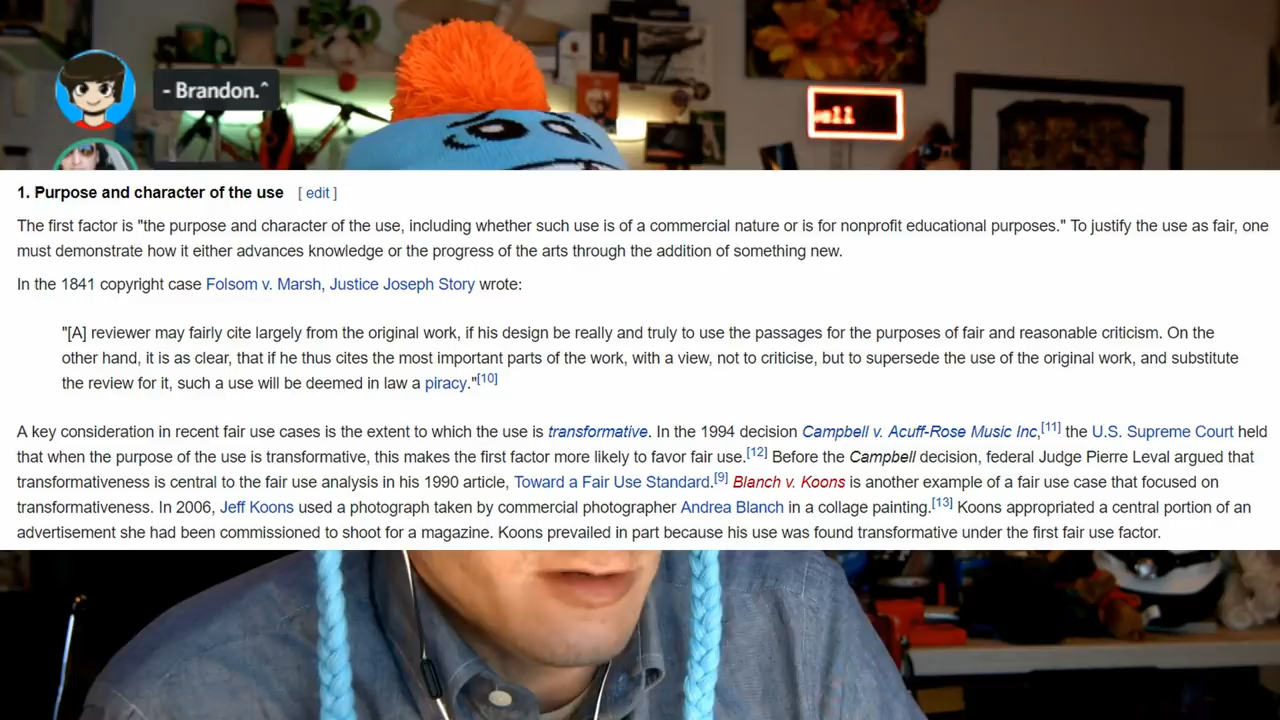 - Brandon.^
ell
1. Purpose and character of the use [ edit ]
The first factor is "the purpose and character of the use, including whether such use is of a commercial nature or is for nonprofit educational purposes." To justify the use as fair, one
must demonstrate how it either advances knowledge or the progress of the arts through the addition of something new.
In the 1841 copyright case Folsom v. Marsh, Justice Joseph Story wrote:
"[A] reviewer may fairly cite largely from the original work, if his design be really and truly to use the passages for the purposes of fair and reasonable criticism. On the
other hand, it is as clear, that if he thus cites the most important parts of the work, with a view, not to criticise, but to supersede the use of the original work, and substitute
the review for it, such a use will be deemed in law a piracy."[10]
A key consideration in recent fair use cases is the extent to which the use is transformative. In the 1994 decision Campbell v. Acuff-Rose Music Inc,[11] the U.S. Supreme Court held
that when the purpose of the use is transformative, this makes the first factor more likely to favor fair use.[12] Before the Campbell decision, federal Judge Pierre Leval argued that
transformativeness is central to the fair use analysis in his 1990 article, Toward a Fair Use Standard.[9] Blanch v. Koons is another example of a fair use case that focused on
transformativeness. In 2006, Jeff Koons used a photograph taken by commercial photographer Andrea Blanch in a collage painting.[13] Koons appropriated a central portion of an
advertisement she had been commissioned to shoot for a magazine. Koons prevailed in part because his use was found transformative under the first fair use factor.